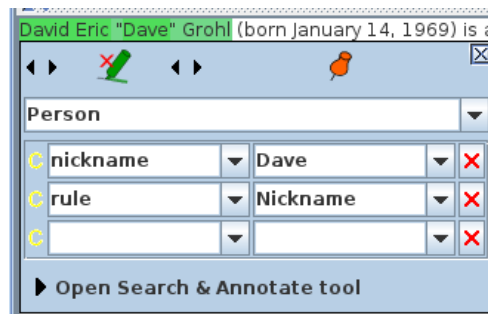 David Eric "Dave" Grohl (born January 14, 1969) is
Person
C nickname Dave
C rule Nickname
C
Open Search & Annotate tool